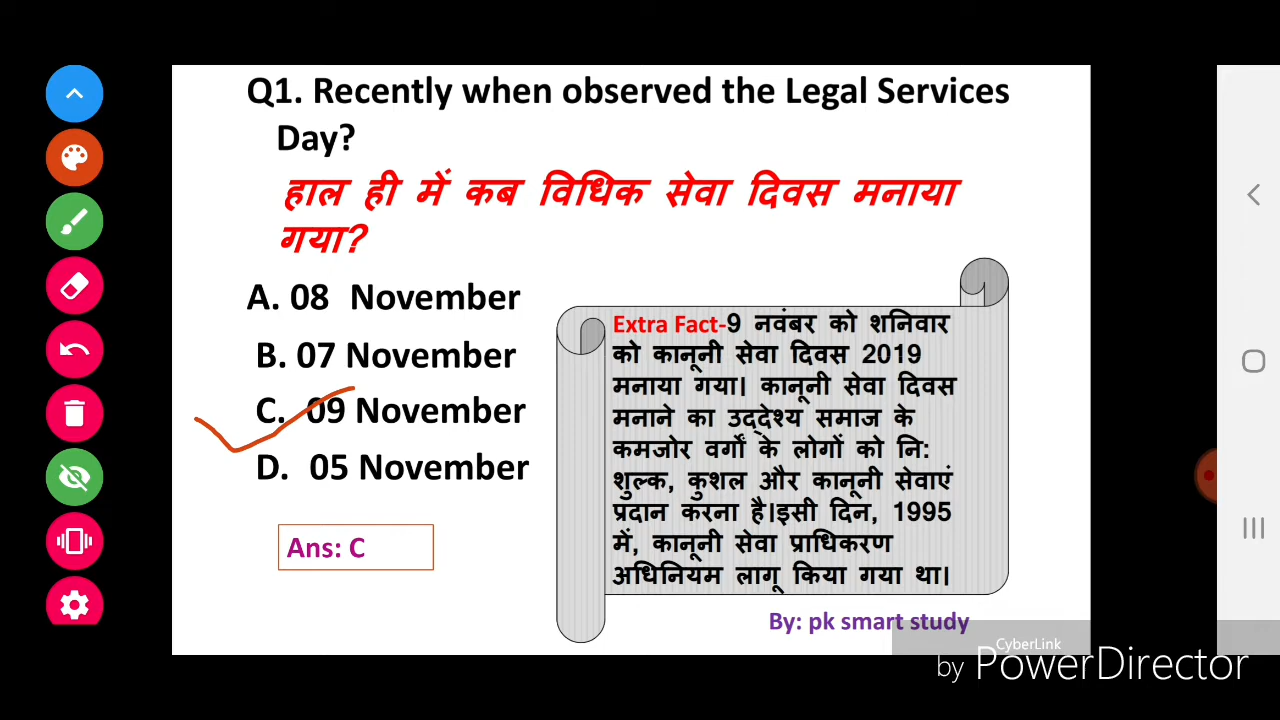 Q1. Recently when observed the Legal Services
Day?
हाल ही में कब विधिक सेवा दिवस मनाया
गया?
A. 08 November
B. 07 November
C. 09 November
D. 05 November
Ans: C
Extra Fact-9 नवंबर को शनिवार
को कानूनी सेवा दिवस 2019
मनाया गया। कानूनी सेवा दिवस
मनाने का उद्देश्य समाज के
कमजोर वर्गों के लोगों को नि:
शुल्क, कुशल और कानूनी सेवाएं
प्रदान करना है।इसी दिन, 1995
में, कानूनी सेवा प्राधिकरण
अधिनियम लागू किया गया था।
By: pk smart study
CyberLink
by PowerDirector